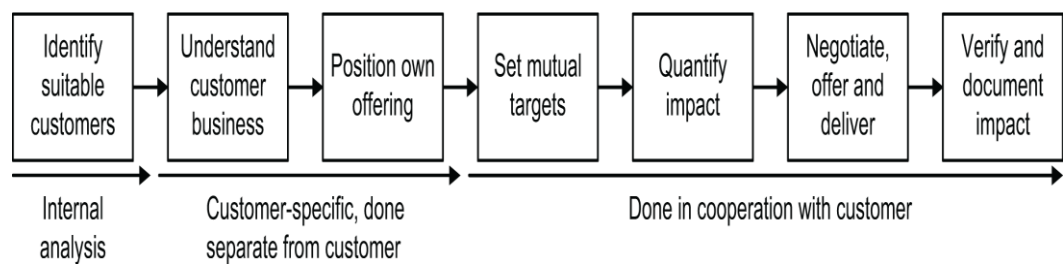 Identify
suitable
customers
Understand
customer
business
Position own
offering
Set mutual
targets
Quantify
impact
Negotiate,
offer and
deliver
Verify and
document
impact
Internal
analysis
Customer-specific, done
separate from customer
Done in cooperation with customer